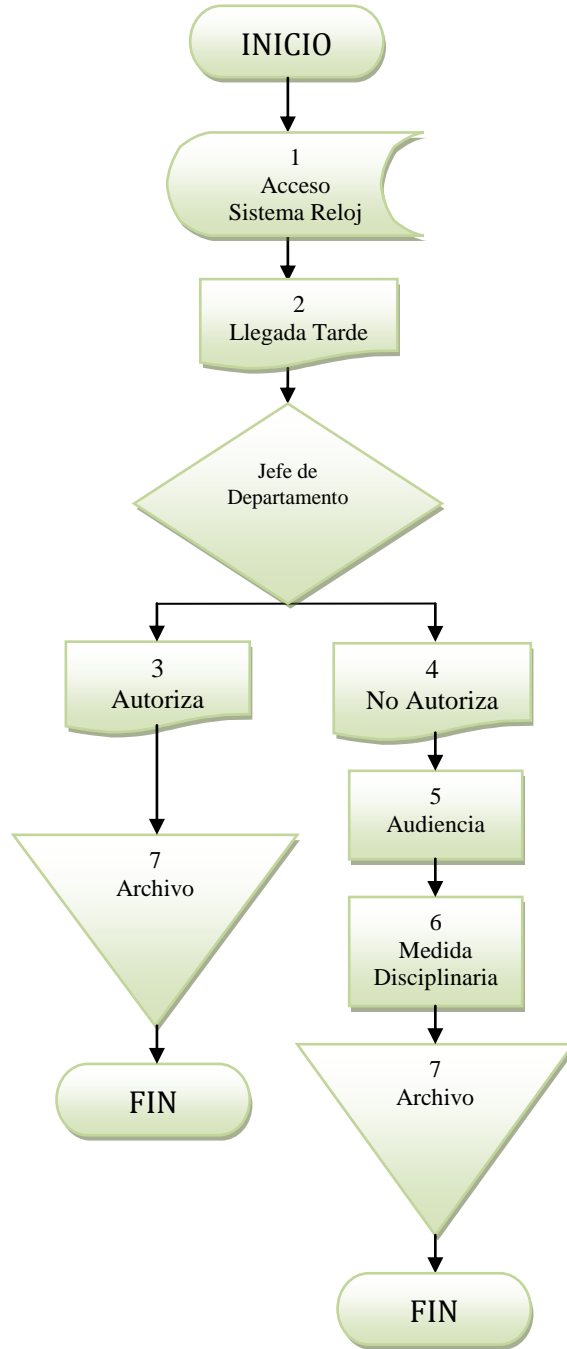 INICIO
1
Acceso
Sistema Reloj
2
Llegada Tarde
Jefe de
Departamento
3
Autoriza
4
No Autoriza
5
Audiencia
7
Archivo
6
Medida
Disciplinaria
FIN
7
Archivo
FIN